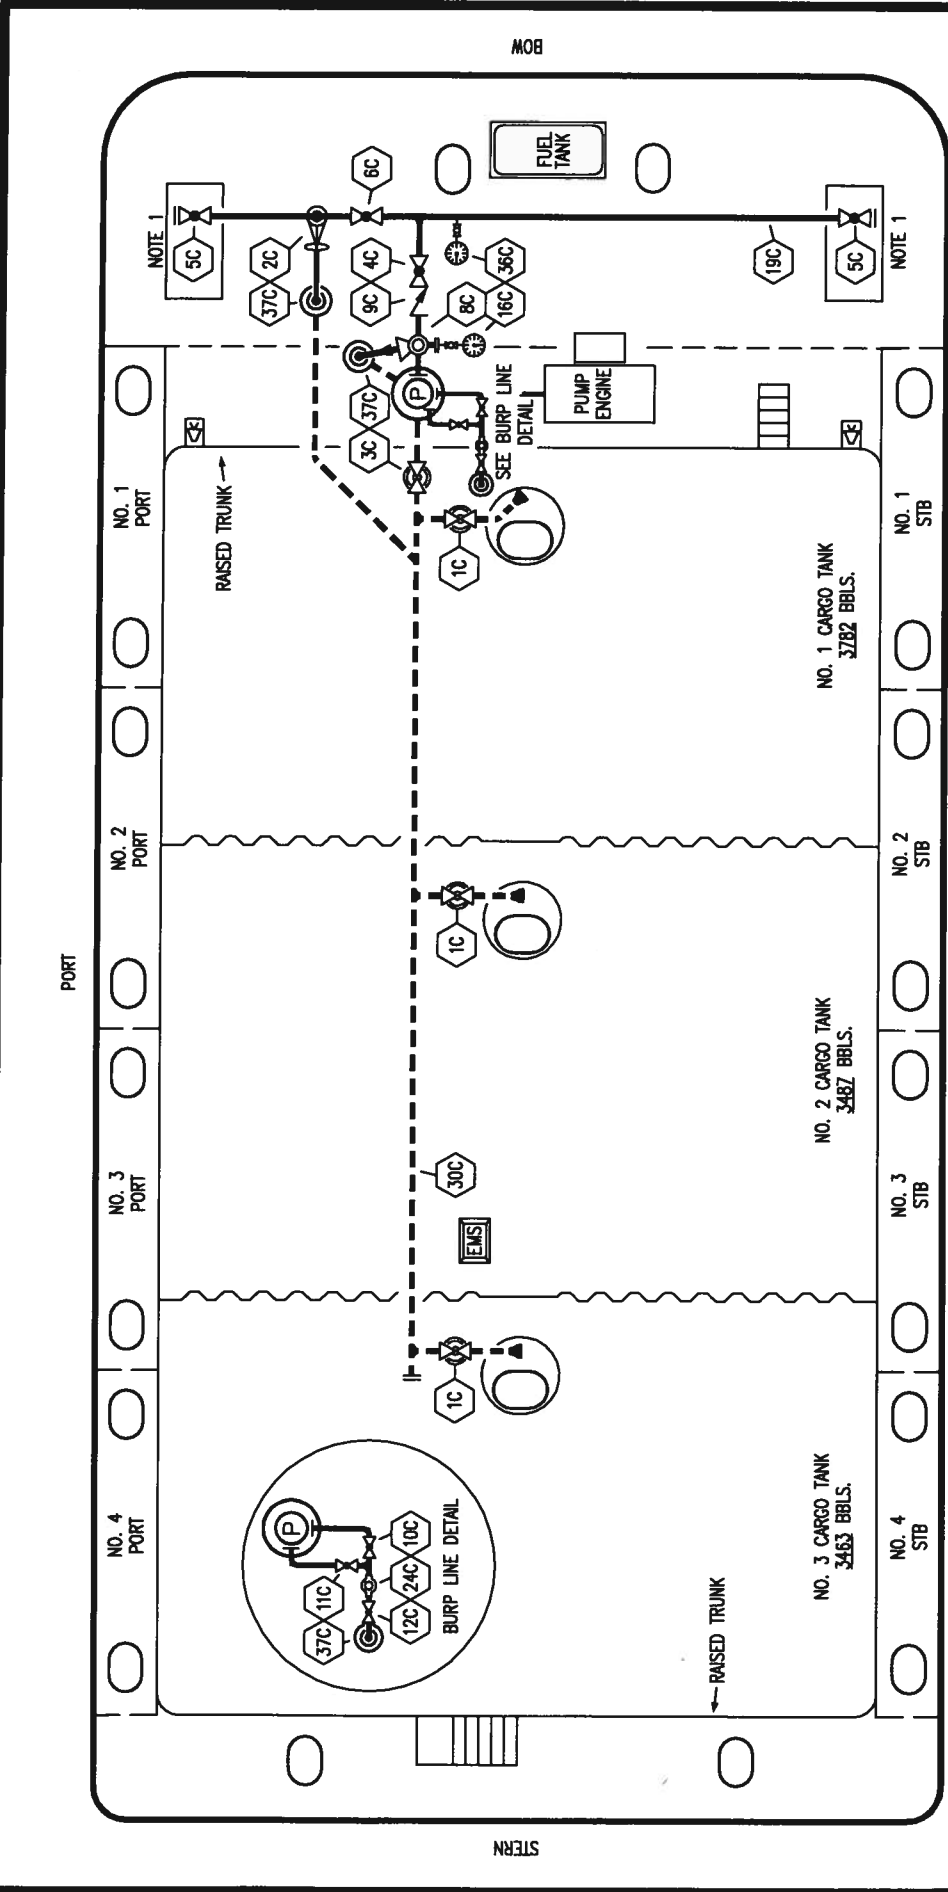 BOW
NOTE 1
5C
2C
37C
6C
4C
9C
36C
8C
16C
FUEL
TANK
19C
5C
NOTE 1
37C
3C
P
SEE BURP LINE
DETAIL
PUMP
ENGINE
NO. 1
PORT
RAISED TRUNK
1C
NO. 1 CARGO TANK
3782 BBLS.
NO. 1
STB
NO. 2
PORT
1C
NO. 2
STB
PORT
NO. 2 CARGO TANK
3487 BBLS.
NO. 3
PORT
30C
EMS
NO. 3
STB
1C
NO. 4
PORT
P
11C
37C
10C
24C
12C
BURP LINE DETAIL
NO. 3 CARGO TANK
3463 BBLS.
NO. 4
STB
RAISED TRUNK
STERN